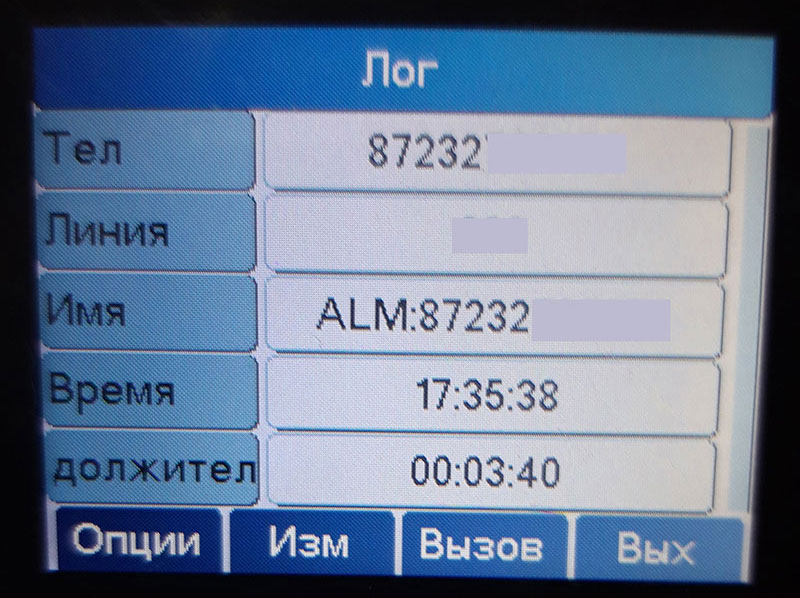 Лог
Тел 87232
Линия
Имя ALM:87232
Время 17:35:38
должител 00:03:40
Опции Изм Вызов Вых